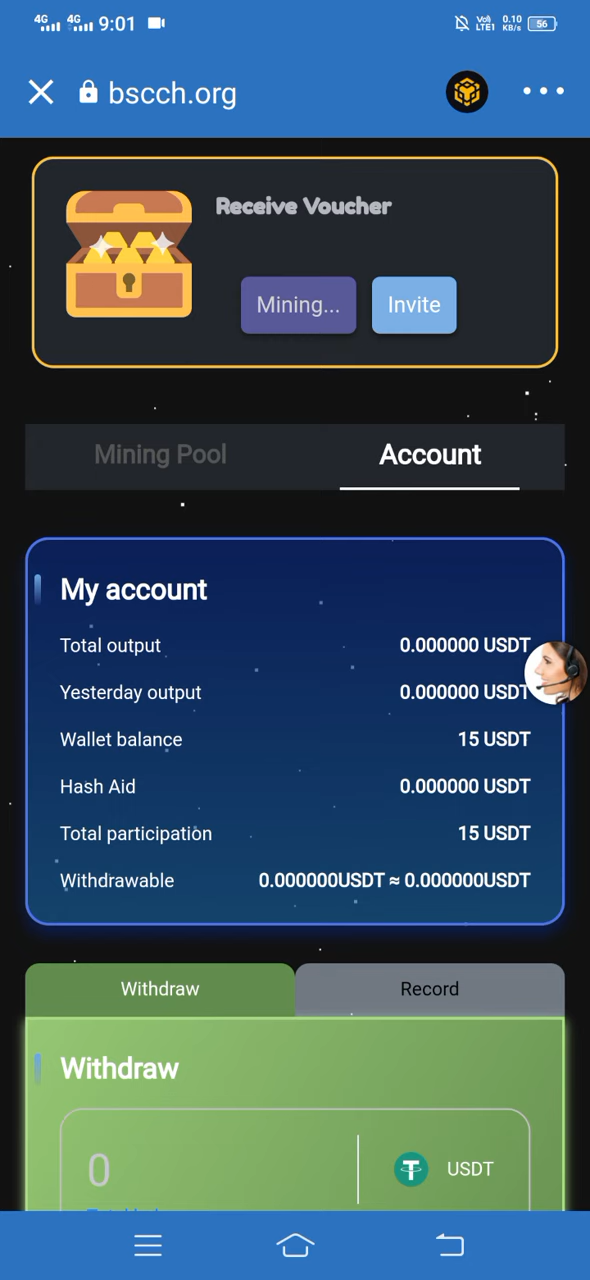 4G 4G 9:01 Vo) LTE1 0.10 KB/s 56
bscch.org
Receive Voucher
Mining... Invite
Mining Pool Account
My account
Total output 0.000000 USDT
Yesterday output 0.000000 USDT
Wallet balance 15 USDT
Hash Aid 0.000000 USDT
Total participation 15 USDT
Withdrawable 0.000000USDT ≈ 0.000000USDT
Withdraw Record
Withdraw
0 USDT